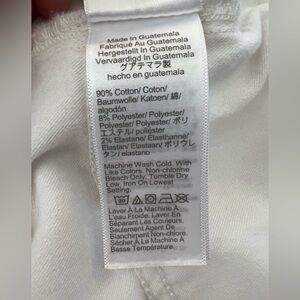 Made In Guatemala
Fabriqué Au Guatemala
Hergestellt In Guatemala
Vervaardigd In Guatemala
グアテマラ製
hecho en guatemala
90% Cotton/ Coton/
Baumwolle/ Katoen/ 綿/
algodón
8% Polyester/ Polyester/
Polyester/ Polyester/ ポリ
エステル/ poliéster
2% Elastane/ Élasthanne/
Elastan/ Elastaan/ ポリウレ
タン/ elastano
Machine Wash Cold. With
Like Colors. Non-chlorine
Bleach Only. Tumble Dry
Low. Iron On Lowest
Setting.
30
Laver À La Machine À
L'eau Froide. Laver En
Séparant Les Couleurs.
Seulement Agent De
Blanchiment Non-chlore.
Sécher À La Machine À
Basse Température.